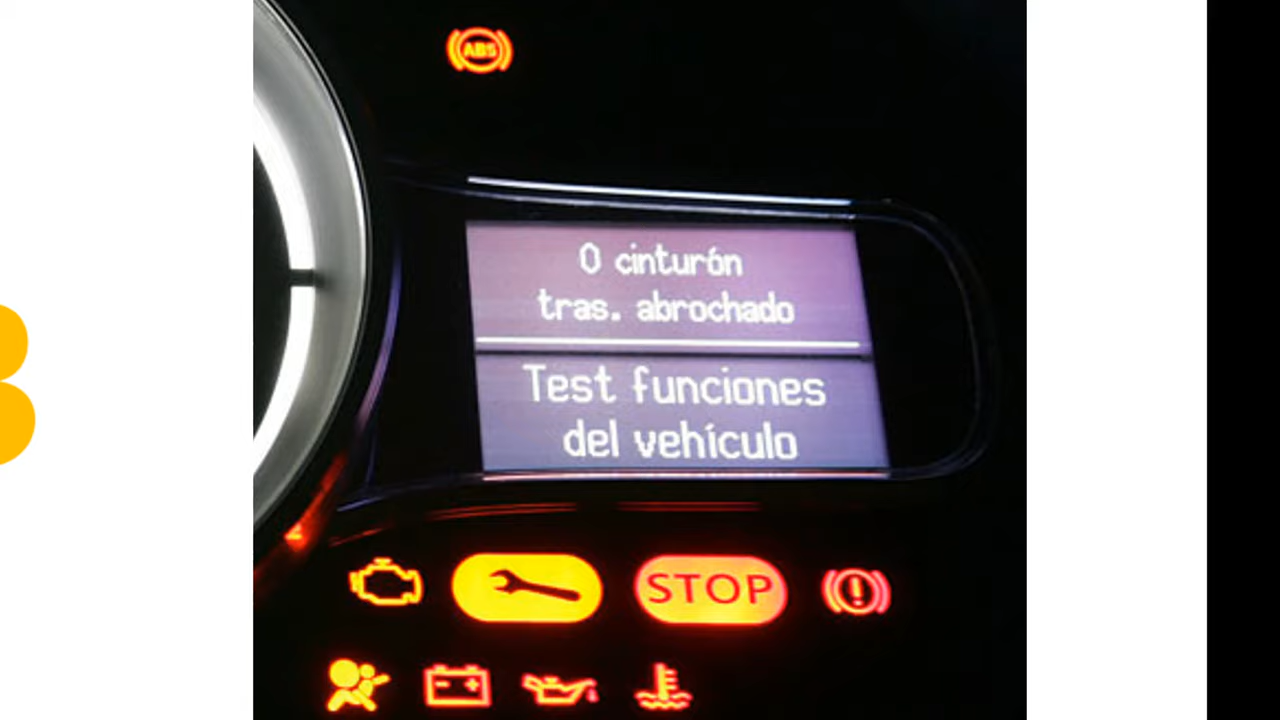 ABS
0 cinturón
tras. abrochado
Test funciones
del vehículo
STOP